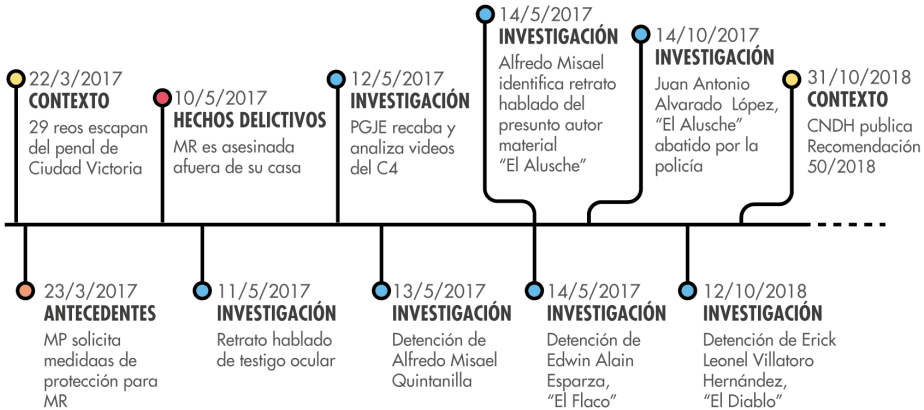 22/3/2017
CONTEXTO
29 reos escapan
del penal de
Ciudad Victoria
10/5/2017
HECHOS DELICTIVOS
MR es asesinada
afuera de su casa
12/5/2017
INVESTIGACIÓN
PGJE recaba y
analiza videos
del C4
14/5/2017
INVESTIGACIÓN
Alfredo Misael
identifica retrato
hablado del
presunto autor
material
“El Alusche”
14/10/2017
INVESTIGACIÓN
Juan Antonio
Alvarado López,
“El Alusche”
abatido por la
policía
31/10/2018
CONTEXTO
CNDH publica
Recomendación
50/2018
23/3/2017
ANTECEDENTES
MP solicita
medidaas de
protección para
MR
11/5/2017
INVESTIGACIÓN
Retrato hablado
de testigo ocular
13/5/2017
INVESTIGACIÓN
Detención de
Alfredo Misael
Quintanilla
14/5/2017
INVESTIGACIÓN
Detención de
Edwin Alain
Esparza,
“El Flaco”
12/10/2018
INVESTIGACIÓN
Detención de Erick
Leonel Villatoro
Hernández,
“El Diablo”